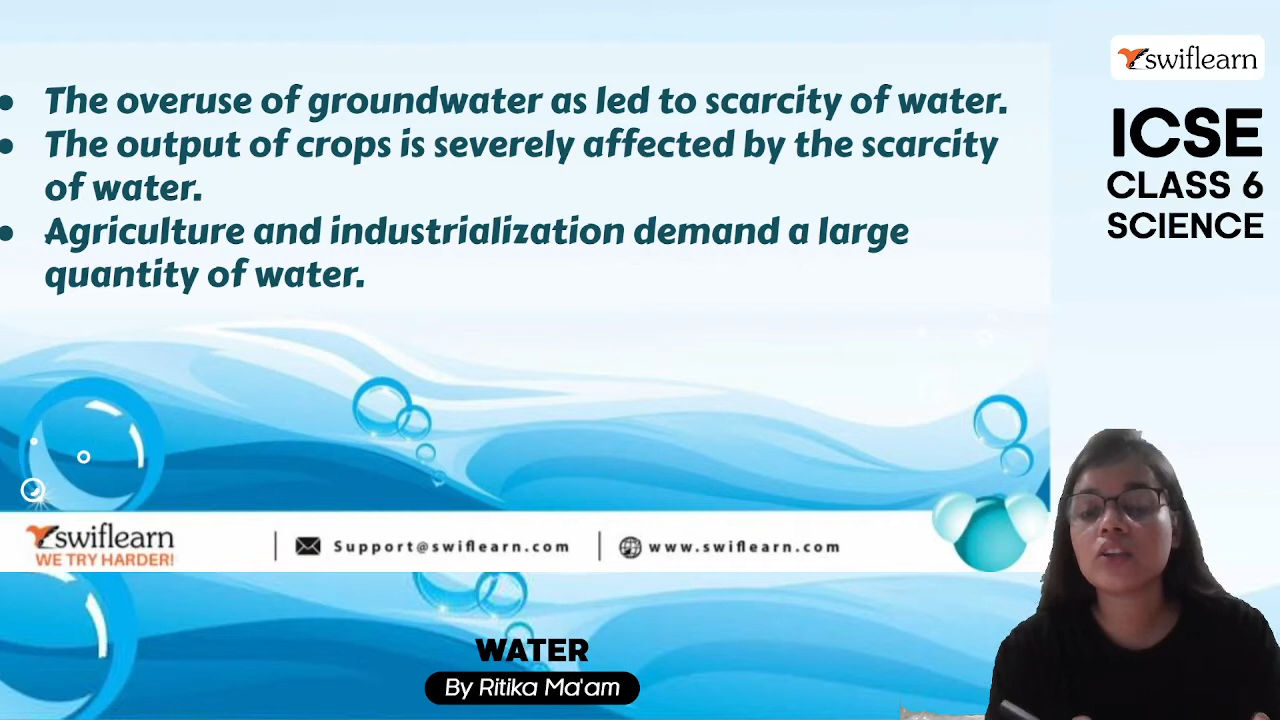 • The overuse of groundwater as led to scarcity of water.
• The output of crops is severely affected by the scarcity
of water.
• Agriculture and industrialization demand a large
quantity of water.
swiflearn
ICSE
CLASS 6
SCIENCE
swiflearn
WE TRY HARDER!
Support@swiflearn.com
www.swiflearn.com
WATER
By Ritika Ma'am